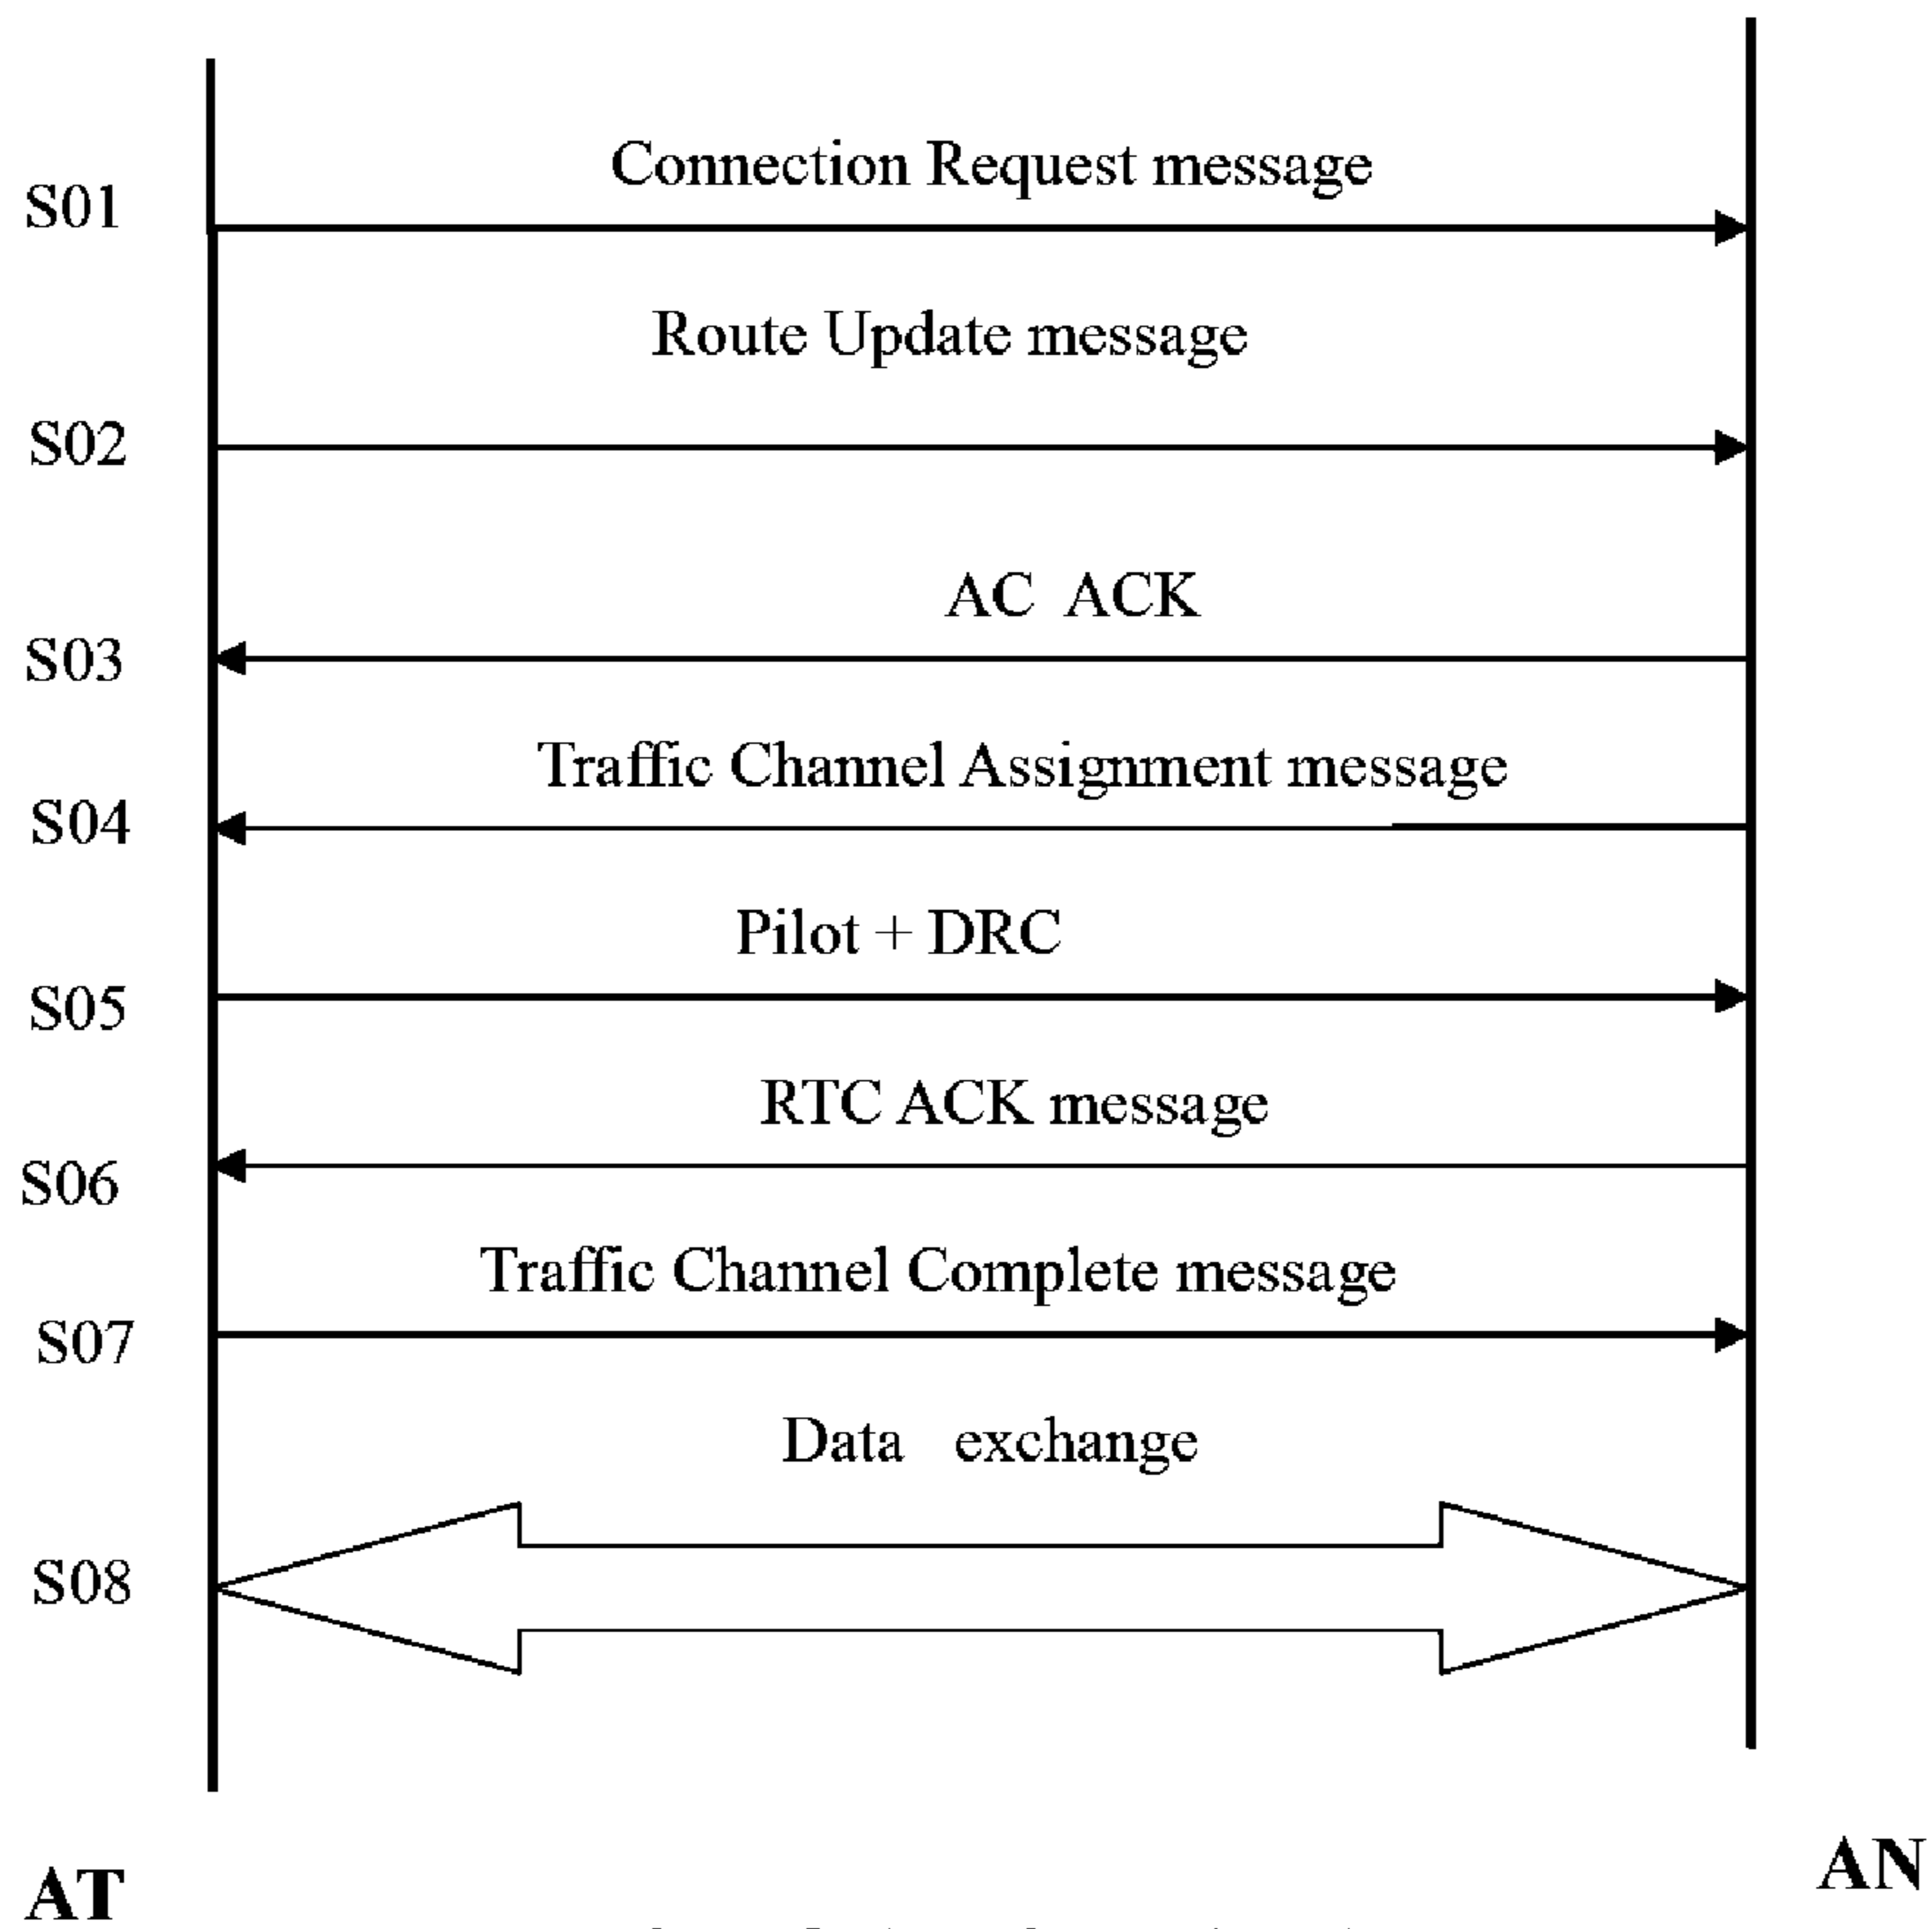 Connection Request message
S01
Route Update message
S02
AC ACK
S03
Traffic Channel Assignment message
S04
Pilot + DRC
S05
RTC ACK message
S06
Traffic Channel Complete message
S07
Data exchange
S08
AN
AT